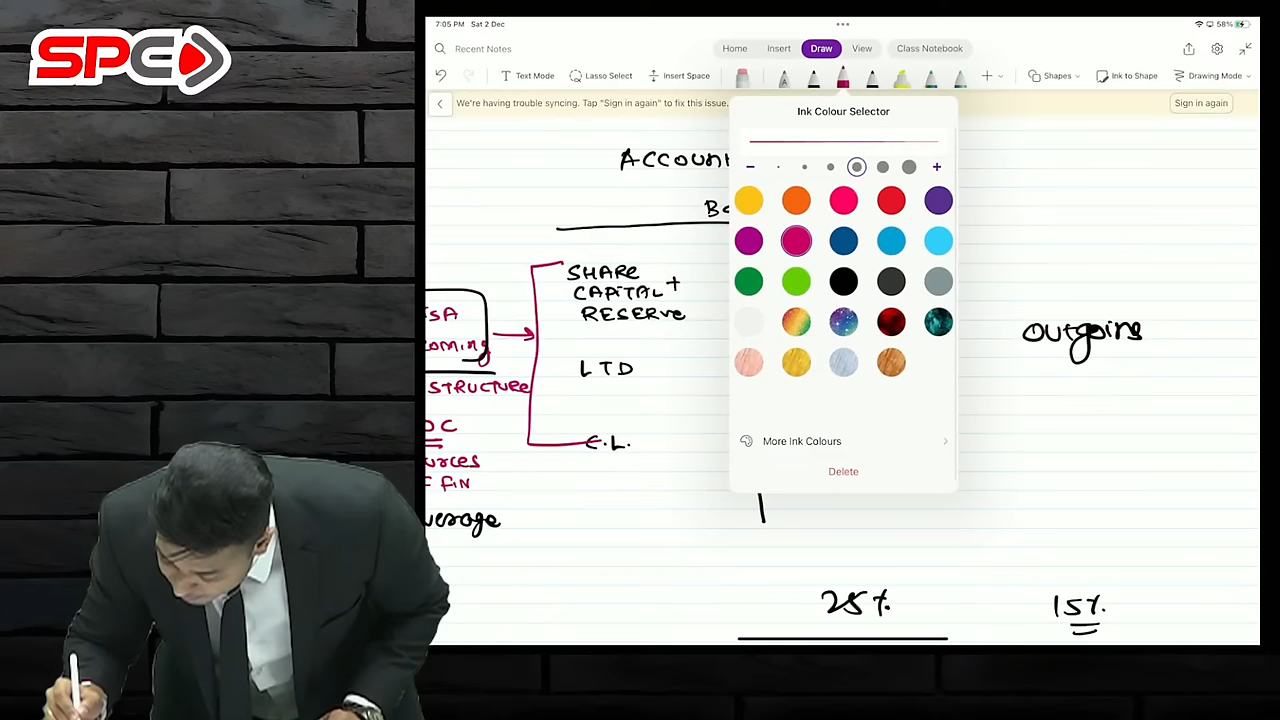 SPC
7:05 PM Sat 2 Dec
58%
Recent Notes
Home Insert Draw View Class Notebook
Text Mode Lasso Select Insert Space Shapes Ink to Shape Drawing Mode
We're having trouble syncing. Tap "Sign in again" to fix this issue.
Sign in again
Ink Colour Selector
More Ink Colours
Delete
SHARE
CAPITAL +
RESERVE
LTD
C.L.
STRUCTURE
FIN
outgoing
25%
15%